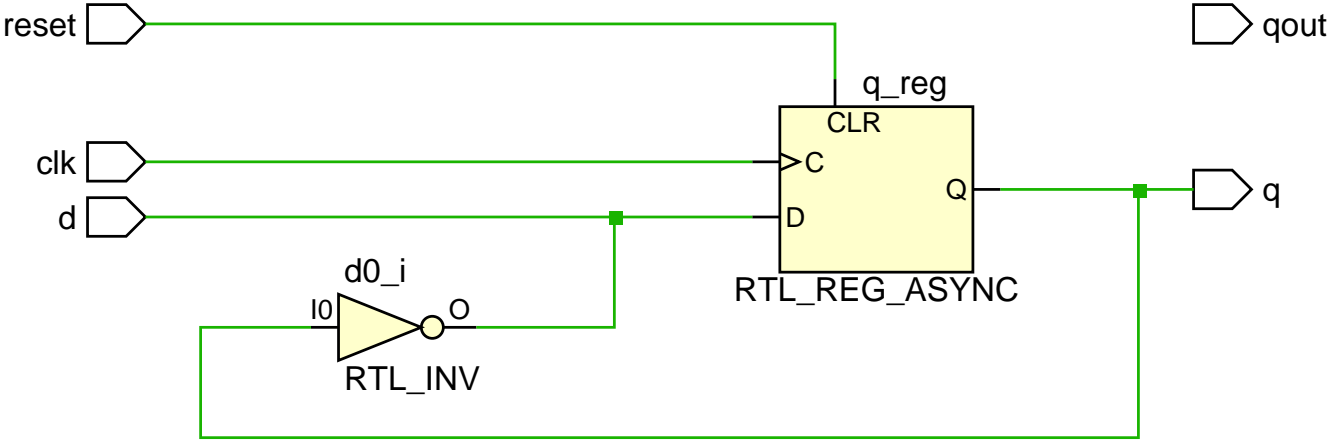 reset
qout
q_reg
CLR
clk
C
Q
q
d
D
d0_i
RTL_REG_ASYNC
I0
O
RTL_INV